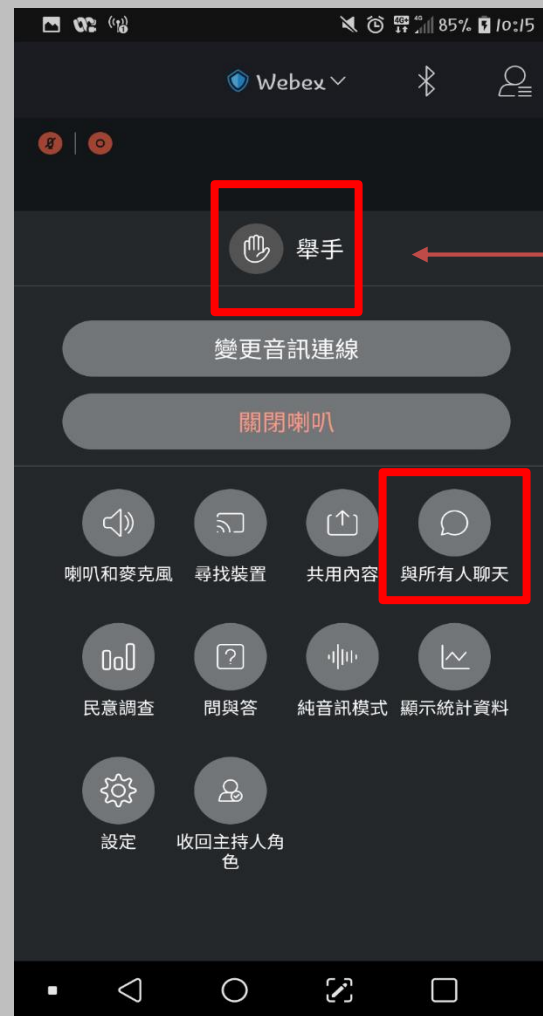 4G+ 4G 85% 10:15
Webex
舉手
變更音訊連線
關閉喇叭
喇叭和麥克風 尋找裝置 共用內容 與所有人聊天
民意調查 問與答 純音訊模式 顯示統計資料
設定 收回主持人角
色